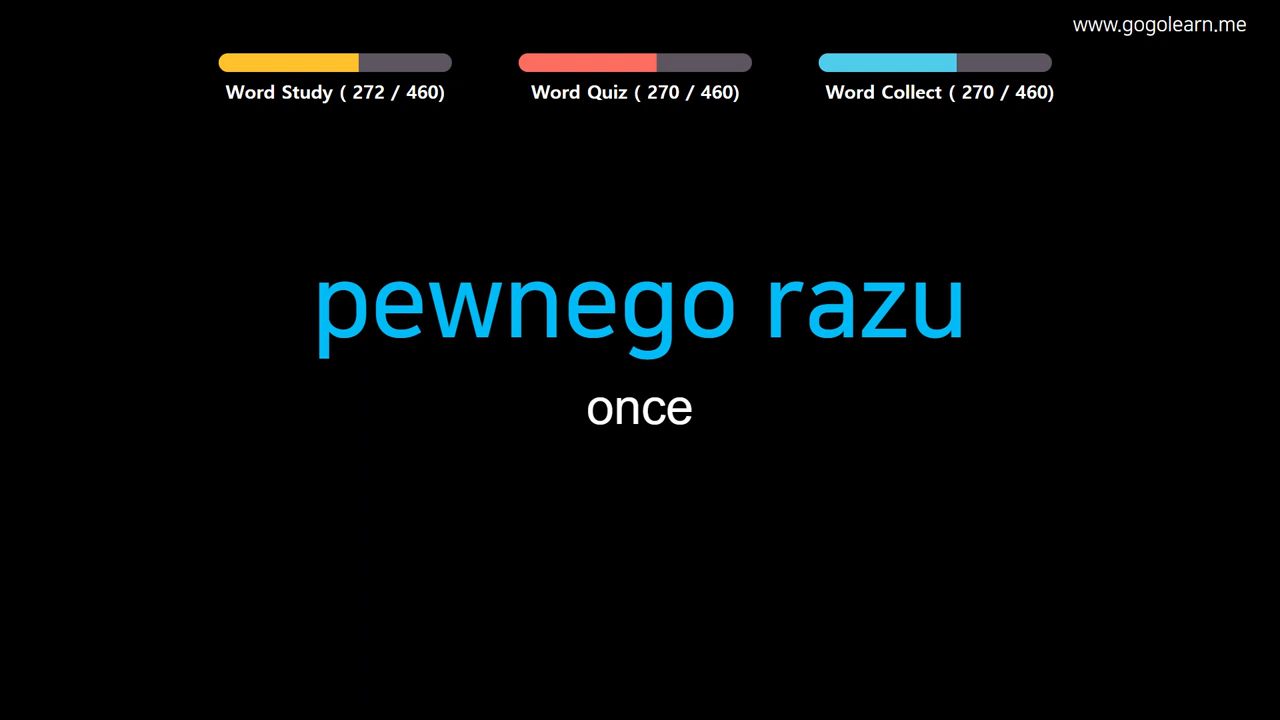 www.gogolearn.me
Word Study ( 272 / 460)
Word Quiz ( 270 / 460)
Word Collect ( 270 / 460)
pewnego razu
once